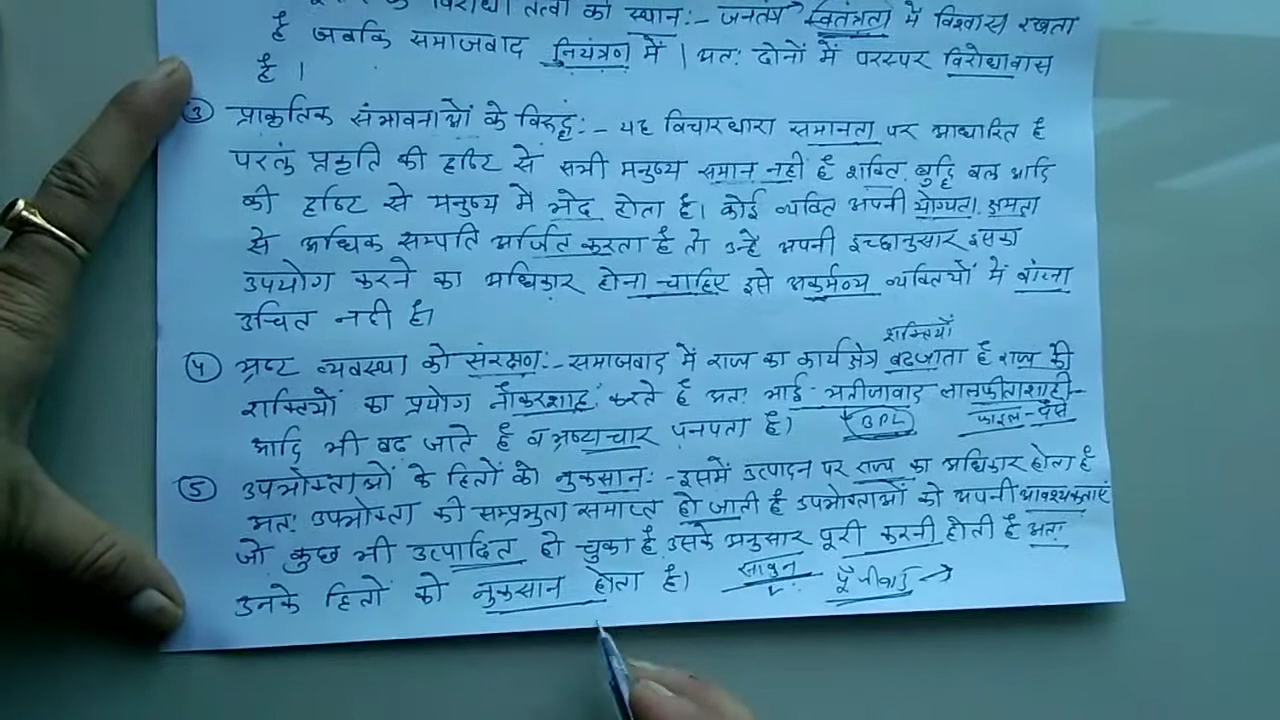 विरोधी तत्वों को स्थान:- जनतंत्र स्वतंत्रता में विश्वास रखता
है जबकि समाजवाद नियंत्रण में । अतः दोनों में परस्पर विरोधावास
है ।
③ प्राकृतिक संभावनाओं के विरुद्ध:- यह विचारधारा समानता पर आधारित है
परतुं प्रकृति की दृष्टि से सभी मनुष्य समान नही है शक्ति, बुद्धि बल आदि
की दृष्टि से मनुष्य में भेद होता है। कोई व्यक्ति अपनी योग्यता, क्षमता
से अधिक सम्पति अर्जित करता है तो उन्हे अपनी इच्छानुसार इसका
उपयोग करने का अधिकार होना चाहिए इसे अकर्मण्य व्यक्तियों में बांटना
उचित नही है।
शक्तियाँ
④ भ्रष्ट व्यवस्था को संरक्षण:- समाजवाद में राज्य का कार्यक्षेत्र बढ जाता है राज्य की
शक्तियों का प्रयोग नौकरशाह करते है अतः भाई-भतीजावाद लालफीताशाही-
आदि भी बढ जाते है व भ्रष्टाचार पनपता है। BPL फाइल-
⑤ उपभोक्ताओं के हितों को नुकसान:- इसमें उत्पादन पर राज्य का अधिकार होता है
अतः उपभोक्ता की सम्प्रभुता समाप्त हो जाती है उपभोक्ताओं को अपनी आवश्यकताएं
जो कुछ भी उत्पादित हो चुका है उसके अनुसार पूरी करनी होती है अतः
उनके हितों को नुकसान होता है। साबुन